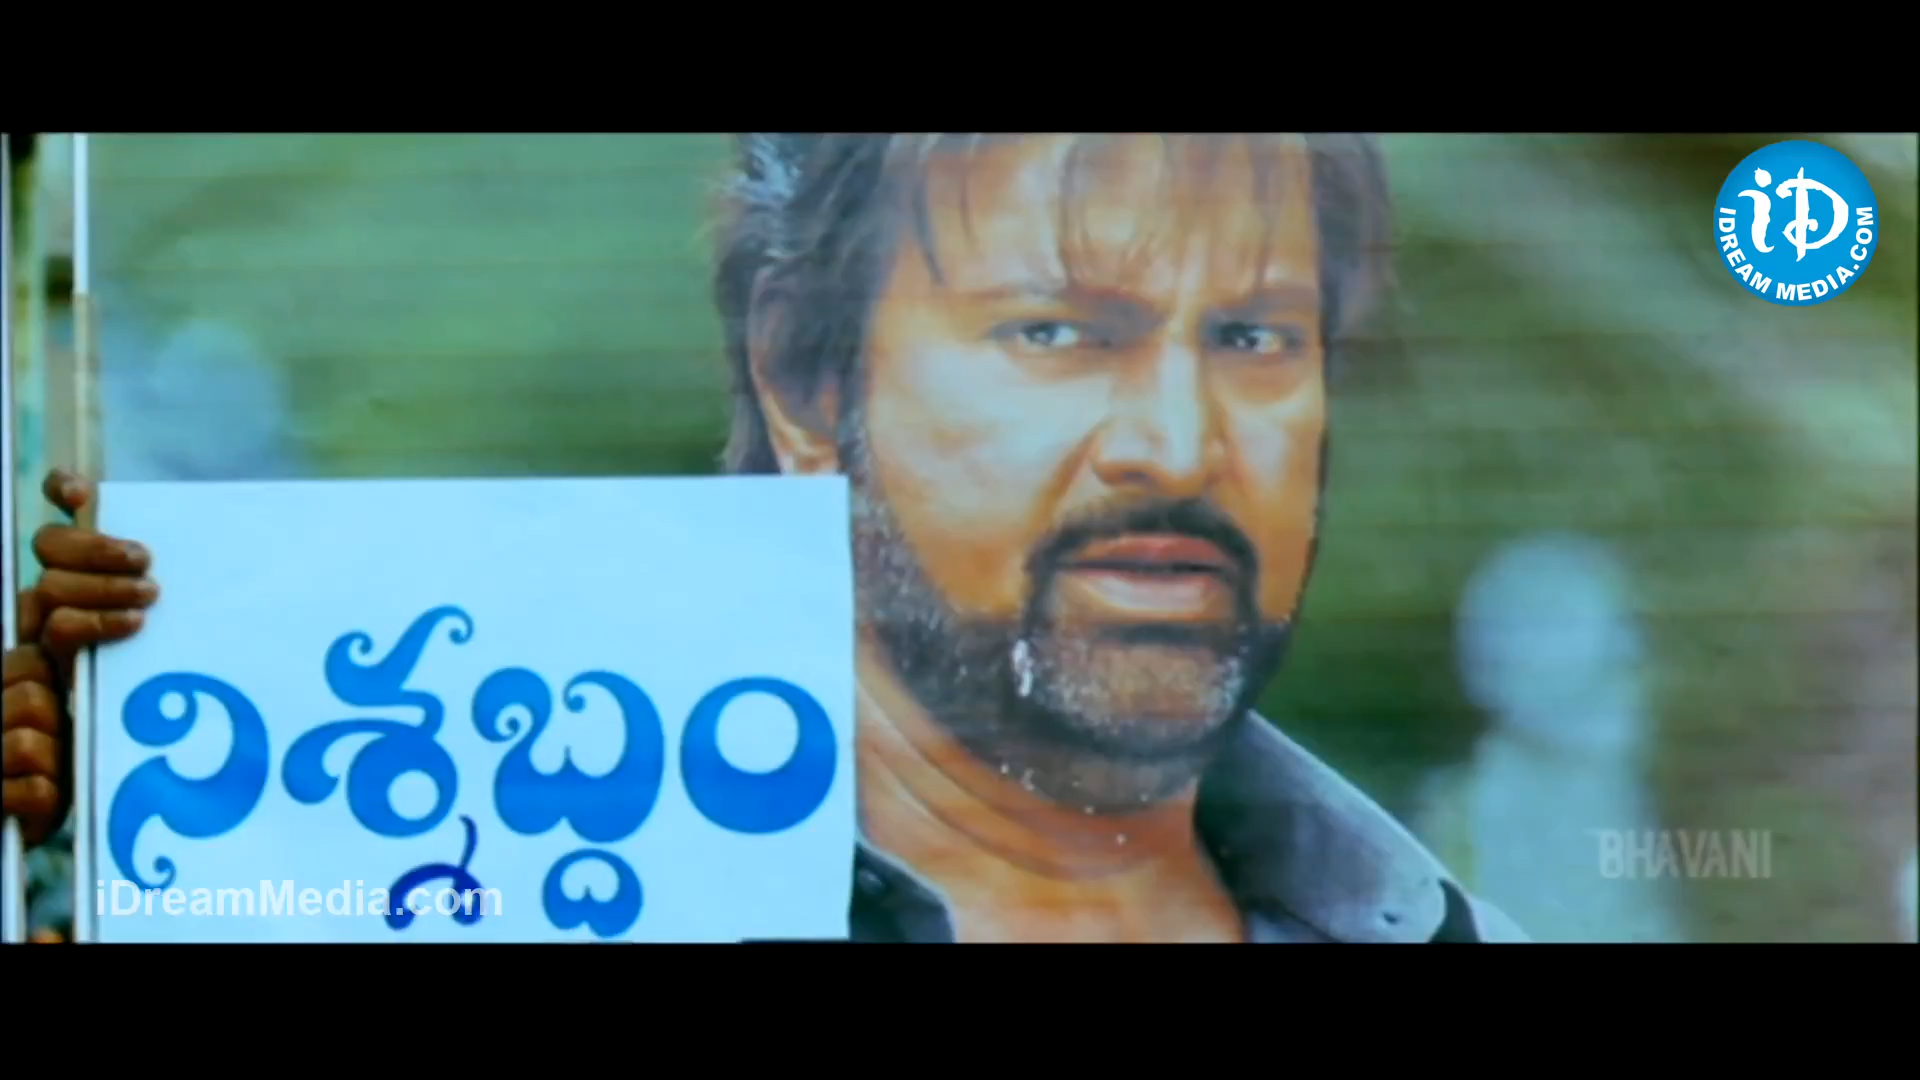 iD
IDREAM MEDIA.COM
నిశ్శబ్దం
BHAVANI
iDreamMedia.com